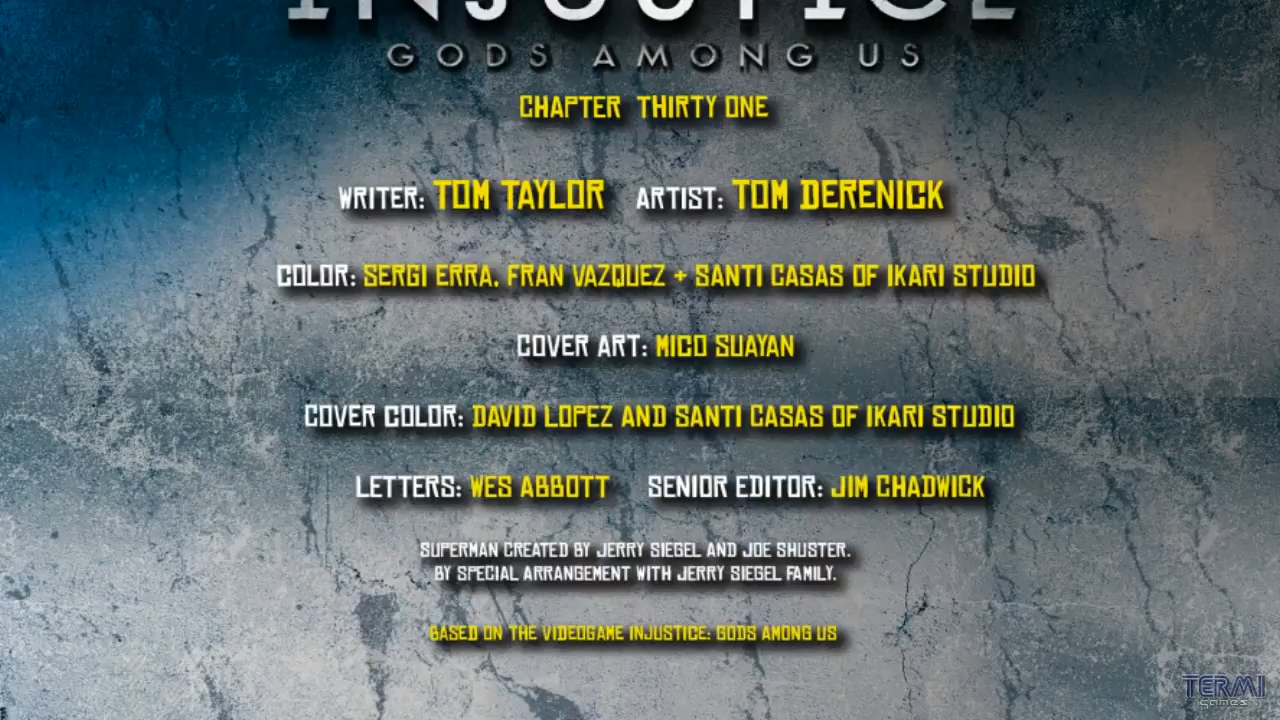 INJUSTICE
GODS AMONG US
CHAPTER THIRTY ONE
WRITER: TOM TAYLOR ARTIST: TOM DERENICK
COLOR: SERGI ERRA, FRAN VAZQUEZ + SANTI CASAS OF IKARI STUDIO
COVER ART: MICO SUAYAN
COVER COLOR: DAVID LOPEZ AND SANTI CASAS OF IKARI STUDIO
LETTERS: WES ABBOTT SENIOR EDITOR: JIM CHADWICK
SUPERMAN CREATED BY JERRY SIEGEL AND JOE SHUSTER.
BY SPECIAL ARRANGEMENT WITH JERRY SIEGEL FAMILY.
BASED ON THE VIDEOGAME INJUSTICE: GODS AMONG US
TERMI
games